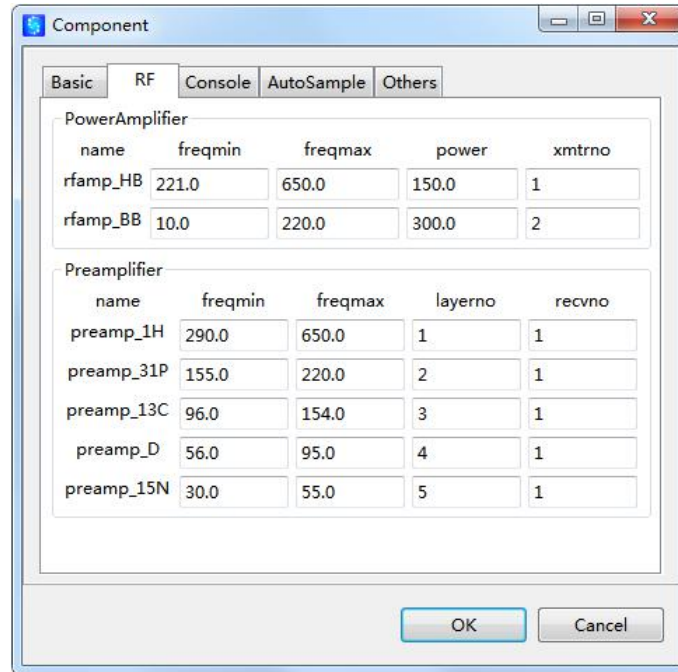 Component
Basic RF Console AutoSample Others
PowerAmplifier
name freqmin freqmax power xmtrno
rfamp_HB 221.0 650.0 150.0 1
rfamp_BB 10.0 220.0 300.0 2
Preamplifier
name freqmin freqmax layerno recvno
preamp_1H 290.0 650.0 1 1
preamp_31P 155.0 220.0 2 1
preamp_13C 96.0 154.0 3 1
preamp_D 56.0 95.0 4 1
preamp_15N 30.0 55.0 5 1
OK Cancel